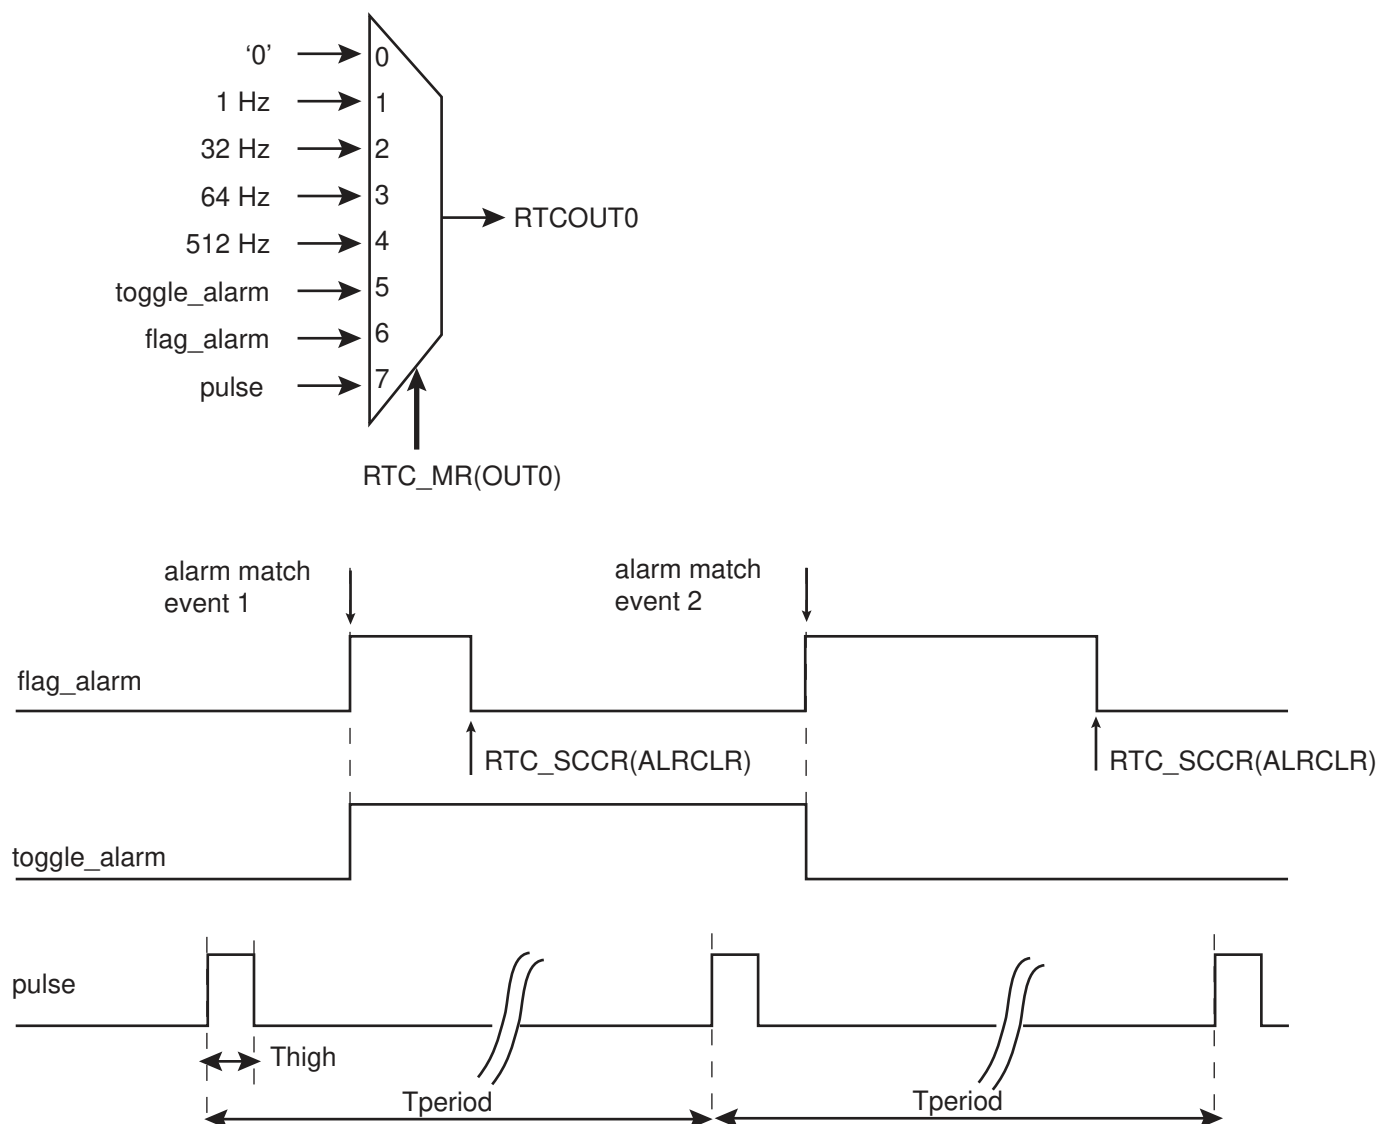 ‘0’
0
1 Hz
1
32 Hz
2
64 Hz
3
RTCOUT0
512 Hz
4
toggle_alarm
5
flag_alarm
6
pulse
7
RTC_MR(OUT0)
alarm match
event 1
alarm match
event 2
flag_alarm
RTC_SCCR(ALRCLR)
RTC_SCCR(ALRCLR)
toggle_alarm
pulse
Thigh
Tperiod
Tperiod